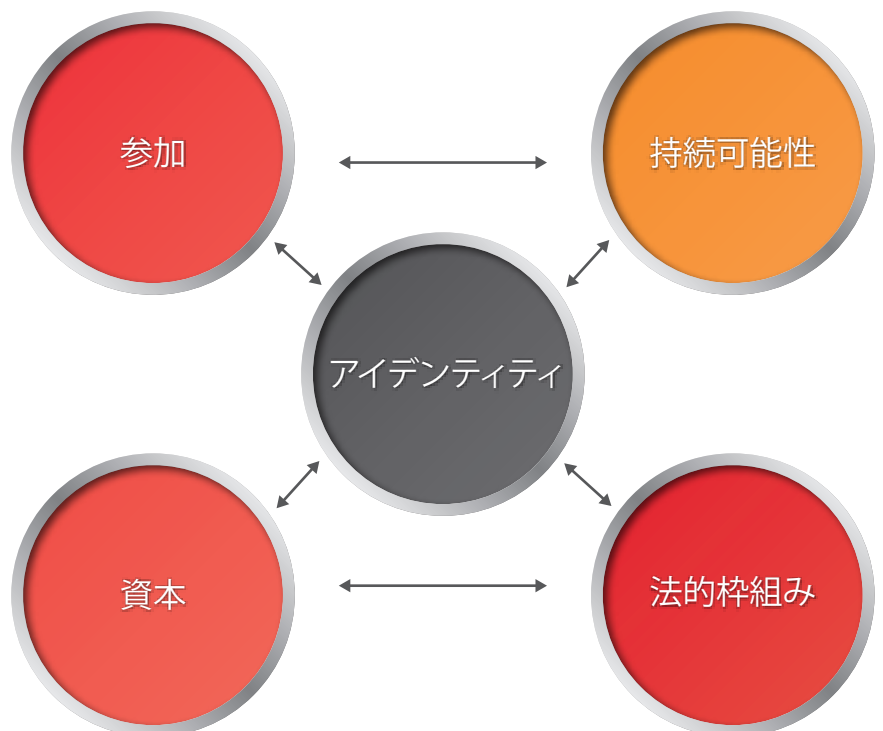 参加
持続可能性
アイデンティティ
資本
法的枠組み